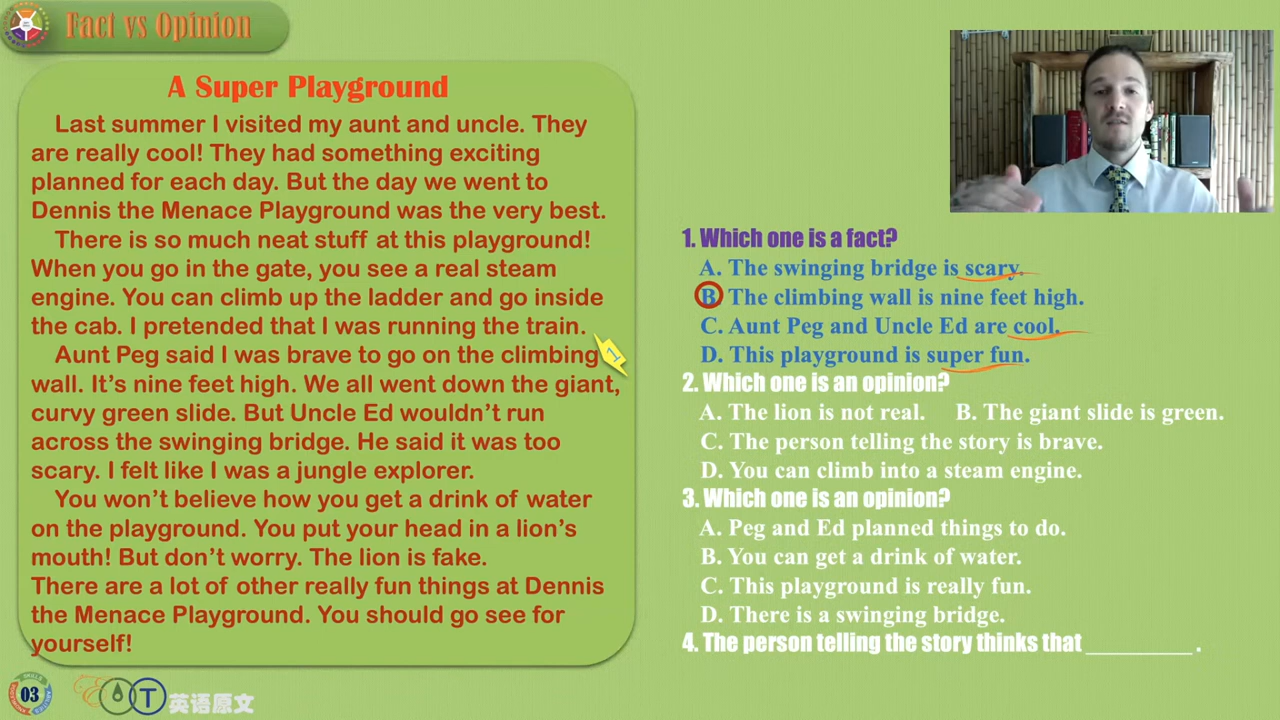 Fact vs Opinion
A Super Playground
Last summer I visited my aunt and uncle. They
are really cool! They had something exciting
planned for each day. But the day we went to
Dennis the Menace Playground was the very best.
There is so much neat stuff at this playground!
When you go in the gate, you see a real steam
engine. You can climb up the ladder and go inside
the cab. I pretended that I was running the train.
Aunt Peg said I was brave to go on the climbing
wall. It's nine feet high. We all went down the giant,
curvy green slide. But Uncle Ed wouldn't run
across the swinging bridge. He said it was too
scary. I felt like I was a jungle explorer.
You won't believe how you get a drink of water
on the playground. You put your head in a lion's
mouth! But don't worry. The lion is fake.
There are a lot of other really fun things at Dennis
the Menace Playground. You should go see for
yourself!
1
1. Which one is a fact?
A. The swinging bridge is scary.
B. The climbing wall is nine feet high.
C. Aunt Peg and Uncle Ed are cool.
D. This playground is super fun.
2. Which one is an opinion?
A. The lion is not real. B. The giant slide is green.
C. The person telling the story is brave.
D. You can climb into a steam engine.
3. Which one is an opinion?
A. Peg and Ed planned things to do.
B. You can get a drink of water.
C. This playground is really fun.
D. There is a swinging bridge.
4. The person telling the story thinks that _________ .
SKILLS
03
T 英语原文